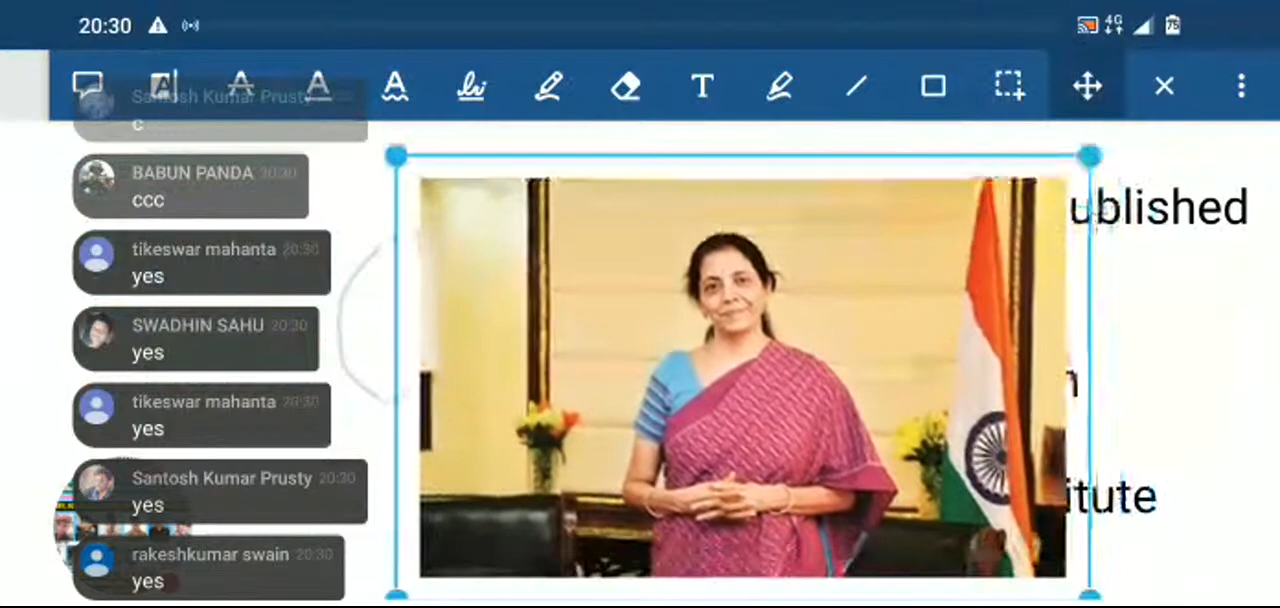 20:30
4G
75
Santosh Kumar Prusty
c
BABUN PANDA 20:30
ccc
tikeswar mahanta 20:30
yes
SWADHIN SAHU 20:30
yes
tikeswar mahanta 20:30
yes
Santosh Kumar Prusty 20:30
yes
rakeshkumar swain 20:30
yes
ublished
n
itute